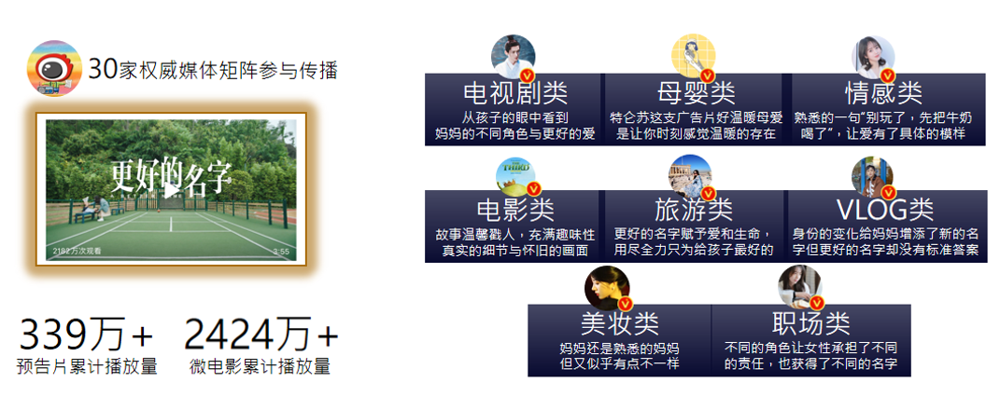 30家权威媒体矩阵参与传播
更好的名字
2182万次观看
3:55
339万+
预告片累计播放量
2424万+
微电影累计播放量
电视剧类
从孩子的眼中看到
妈妈的不同角色与更好的爱
母婴类
特仑苏这支广告片好温暖母爱
是让你时刻感觉温暖的存在
情感类
熟悉的一句“别玩了，先把牛奶
喝了”，让爱有了具体的模样
电影类
故事温馨戳人，充满趣味性
真实的细节与怀旧的画面
旅游类
更好的名字赋予爱和生命，
用尽全力只为给孩子最好的
VLOG类
身份的变化给妈妈增添了新的名
字但更好的名字却没有标准答案
美妆类
妈妈还是熟悉的妈妈
但又似乎有点不一样
职场类
不同的角色让女性承担了不同
的责任，也获得了不同的名字